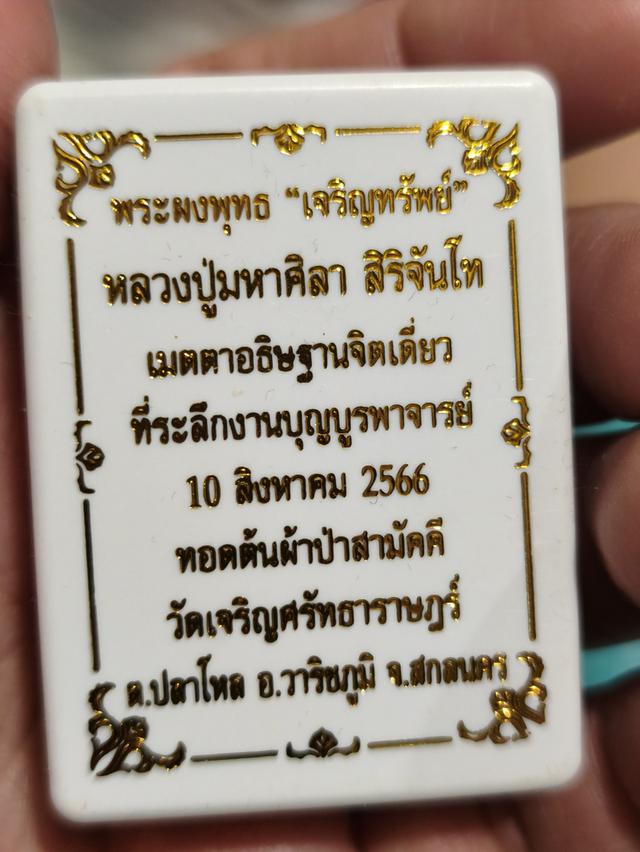 พระผงพุทธ “เจริญทรัพย์”
หลวงปู่มหาศิลา สิริจันโท
เมตตาอธิษฐานจิตเดี่ยว
ที่ระลึกงานบุญบูรพาจารย์
10 สิงหาคม 2566
ทอดต้นผ้าป่าสามัคคี
วัดเจริญศรัทธาราษฎร์
ต.ปลาโหล อ.วาริชภูมิ จ.สกลนคร